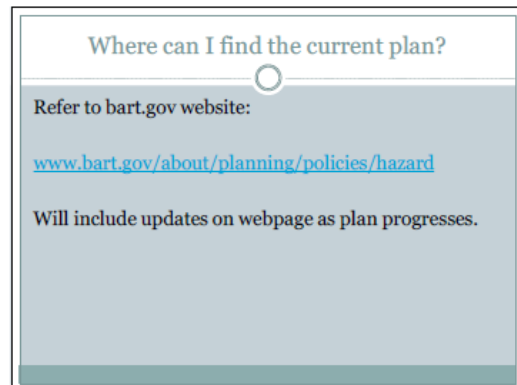 Where can I find the current plan?
Refer to bart.gov website:
www.bart.gov/about/planning/policies/hazard
Will include updates on webpage as plan progresses.